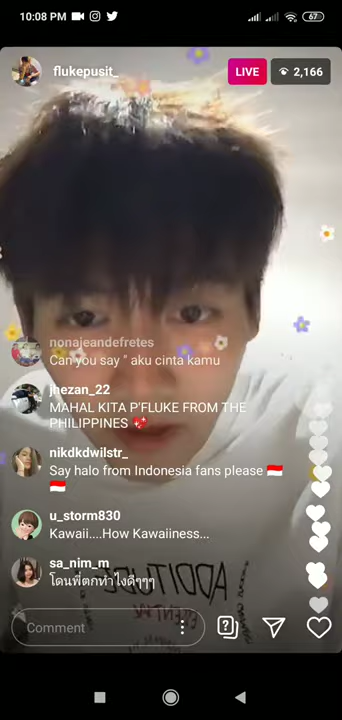 10:08 PM
67
flukepusit_
LIVE
2,166
nonajeandefretes
Can you say " aku cinta kamu
jhezan_22
MAHAL KITA P'FLUKE FROM THE
PHILIPPINES 💖
nikdkdwilstr_
Say halo from Indonesia fans please 🇮🇩
🇮🇩
u_storm830
Kawaii....How Kawaiiness...
sa_nim_m
โดนพี่ตกทำไงดีๆๆๆ
ADDITUDE
Comment